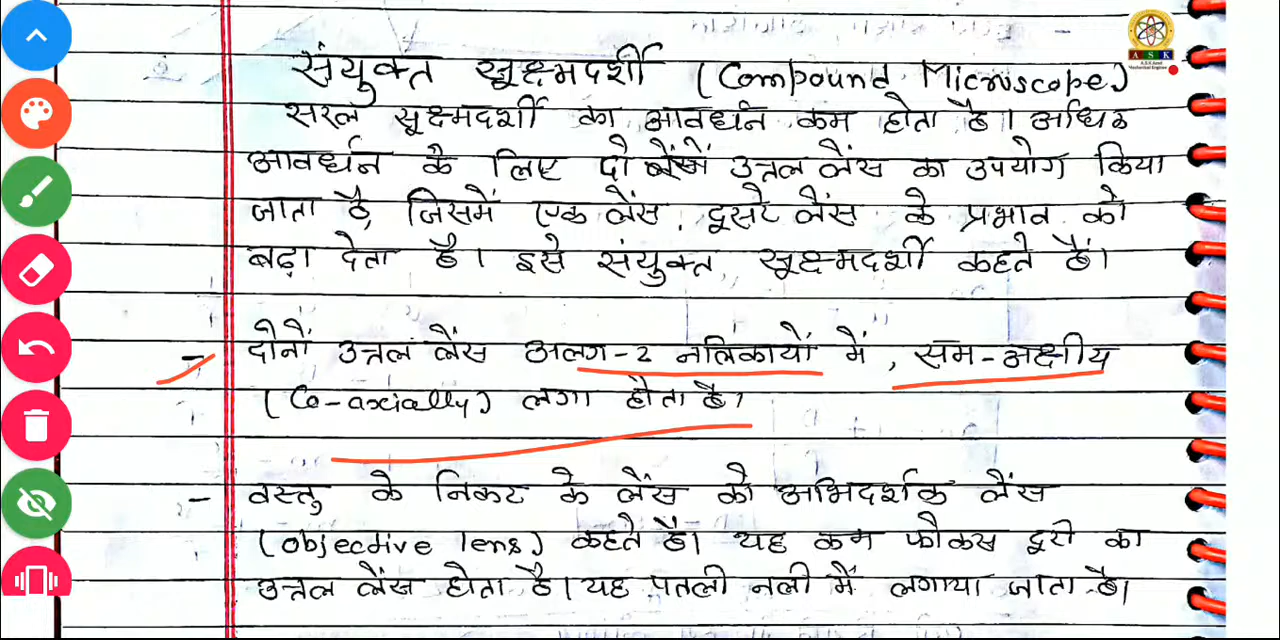 संयुक्त सूक्ष्मदर्शी (Compound Microscope)
सरल सूक्ष्मदर्शी का आवर्धन कम होता है। अधिक
आवर्धन के लिए दो उत्तल लैंस का उपयोग किया
जाता है, जिसमें एक लैंस, दूसरे लैंस के प्रभाव को
बढ़ा देता है। इसे संयुक्त सूक्ष्मदर्शी कहते हैं।
- दोनों उत्तल लैंस अलग-2 नलिकायों में, सम-अक्षीय
(Co-axially) लगा होता है।
- वस्तु के निकट के लैंस को अभिदर्शक लैंस
(objective lens) कहते है। यह कम फोकस दूरी का
उत्तल लैंस होता है। यह पतली नली में लगाया जाता है।
A S K